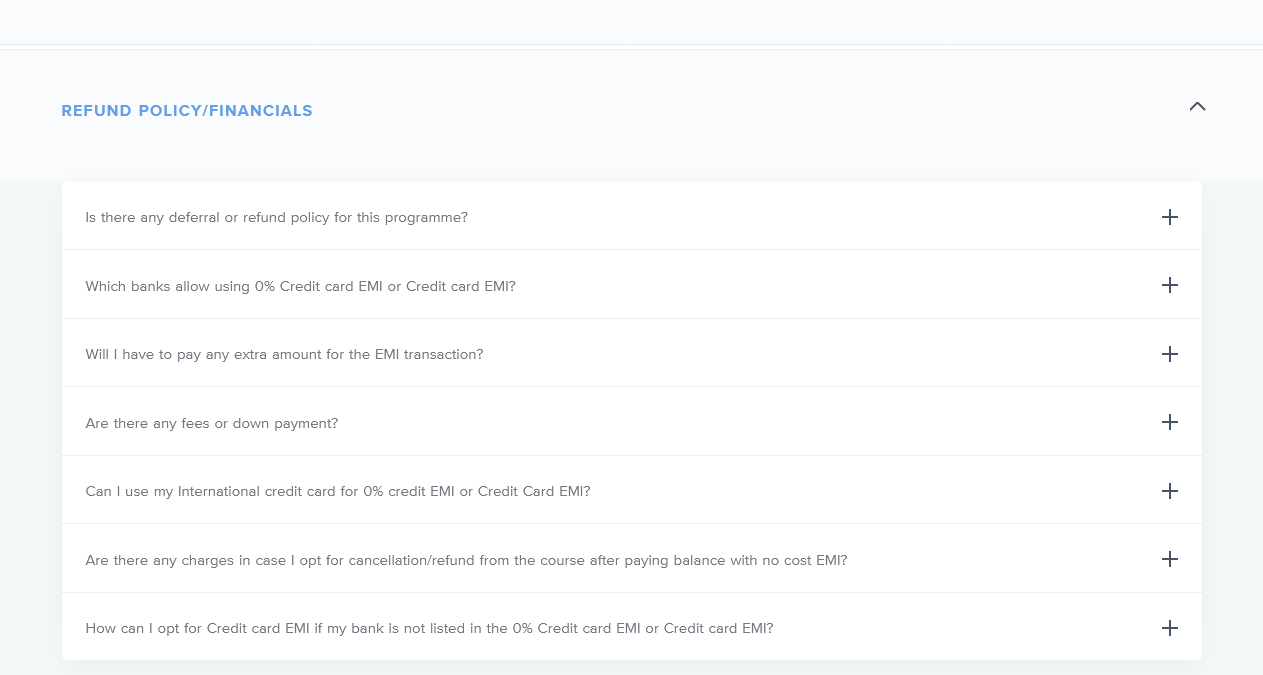 REFUND POLICY/FINANCIALS
Is there any deferral or refund policy for this programme?
Which banks allow using 0% Credit card EMI or Credit card EMI?
Will I have to pay any extra amount for the EMI transaction?
Are there any fees or down payment?
Can I use my International credit card for 0% credit EMI or Credit Card EMI?
Are there any charges in case I opt for cancellation/refund from the course after paying balance with no cost EMI?
How can I opt for Credit card EMI if my bank is not listed in the 0% Credit card EMI or Credit card EMI?